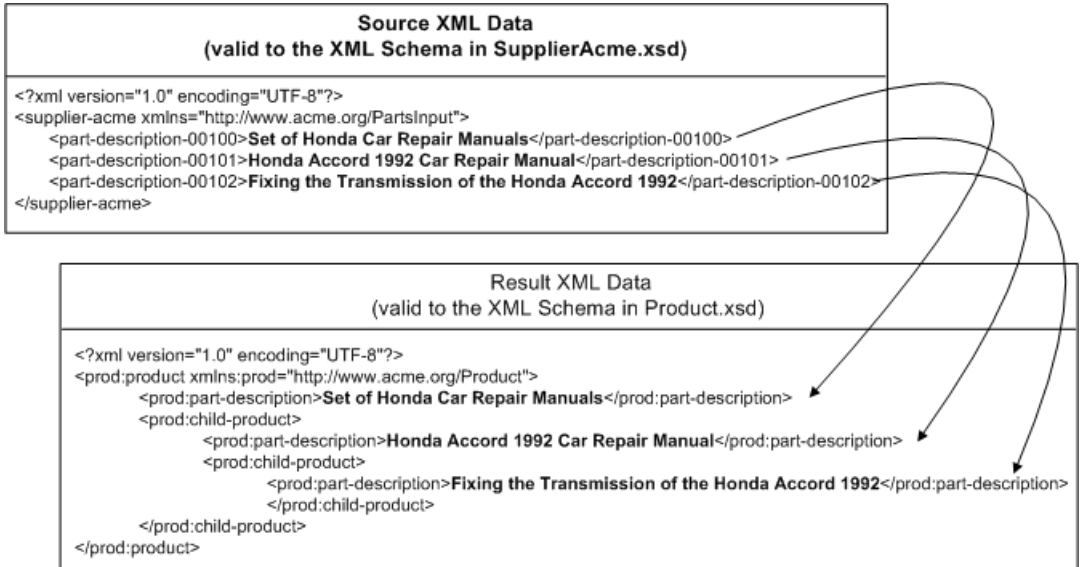 Source XML Data
(valid to the XML Schema in SupplierAcme.xsd)
<?xml version="1.0" encoding="UTF-8"?>
<supplier-acme xmlns="http://www.acme.org/PartsInput">
<part-description-00100>Set of Honda Car Repair Manuals</part-description-00100>
<part-description-00101>Honda Accord 1992 Car Repair Manual</part-description-00101>
<part-description-00102>Fixing the Transmission of the Honda Accord 1992</part-description-00102>
</supplier-acme>
Result XML Data
(valid to the XML Schema in Product.xsd)
<?xml version="1.0" encoding="UTF-8"?>
<prod:product xmlns:prod="http://www.acme.org/Product">
<prod:part-description>Set of Honda Car Repair Manuals</prod:part-description>
<prod:child-product>
<prod:part-description>Honda Accord 1992 Car Repair Manual</prod:part-description>
<prod:child-product>
<prod:part-description>Fixing the Transmission of the Honda Accord 1992</prod:part-description>
</prod:child-product>
</prod:child-product>
</prod:product>